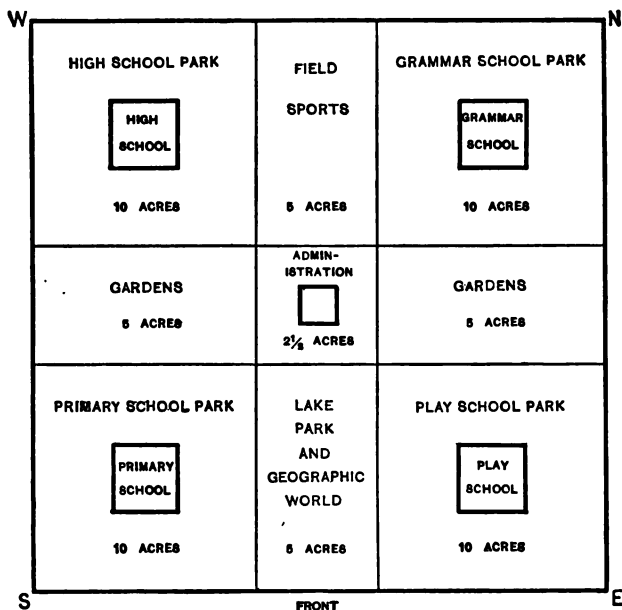 W
N
HIGH SCHOOL PARK
HIGH
SCHOOL
10 ACRES
FIELD
SPORTS
5 ACRES
GRAMMAR SCHOOL PARK
GRAMMAR
SCHOOL
10 ACRES
GARDENS
5 ACRES
ADMIN-
ISTRATION
2½ ACRES
GARDENS
5 ACRES
PRIMARY SCHOOL PARK
PRIMARY
SCHOOL
10 ACRES
LAKE
PARK
AND
GEOGRAPHIC
WORLD
5 ACRES
PLAY SCHOOL PARK
PLAY
SCHOOL
10 ACRES
S
FRONT
E